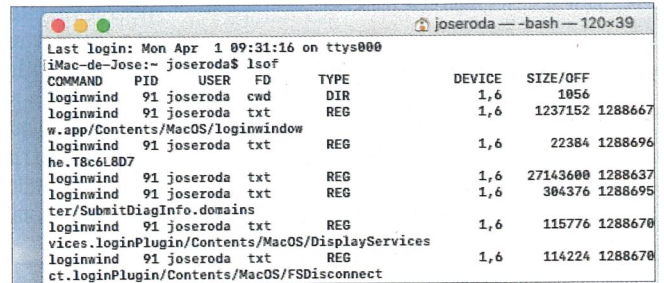 joseroda — -bash — 120×39
Last login: Mon Apr  1 09:31:16 on ttys000
iMac-de-Jose:~ joseroda$ lsof
COMMAND    PID     USER   FD      TYPE             DEVICE   SIZE/OFF
loginwind   91 joseroda  cwd       DIR                1,6       1056
loginwind   91 joseroda  txt       REG                1,6    1237152 1288667
w.app/Contents/MacOS/loginwindow
loginwind   91 joseroda  txt       REG                1,6      22384 1288696
he.T8c6L8D7
loginwind   91 joseroda  txt       REG                1,6   27143600 1288637
loginwind   91 joseroda  txt       REG                1,6     304376 1288695
ter/SubmitDiagInfo.domains
loginwind   91 joseroda  txt       REG                1,6     115776 1288670
vices.loginPlugin/Contents/MacOS/DisplayServices
loginwind   91 joseroda  txt       REG                1,6     114224 1288670
ct.loginPlugin/Contents/MacOS/FSDisconnect